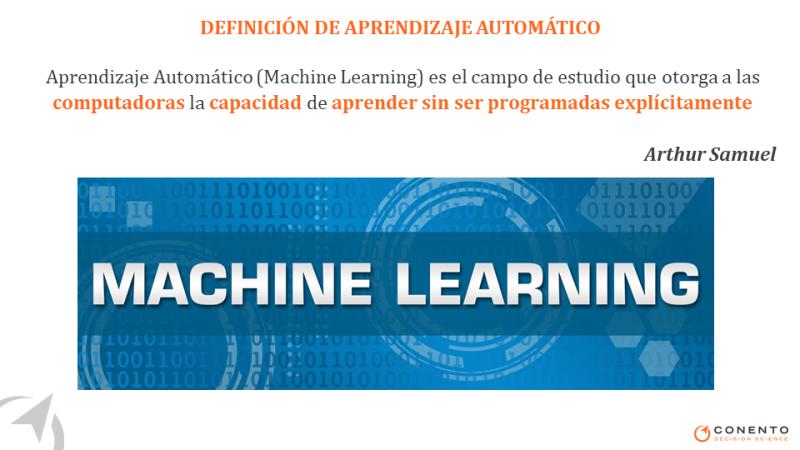 DEFINICIÓN DE APRENDIZAJE AUTOMÁTICO
Aprendizaje Automático (Machine Learning) es el campo de estudio que otorga a las
computadoras la capacidad de aprender sin ser programadas explícitamente
Arthur Samuel
MACHINE LEARNING
CONENTO
DECISION SCIENCE